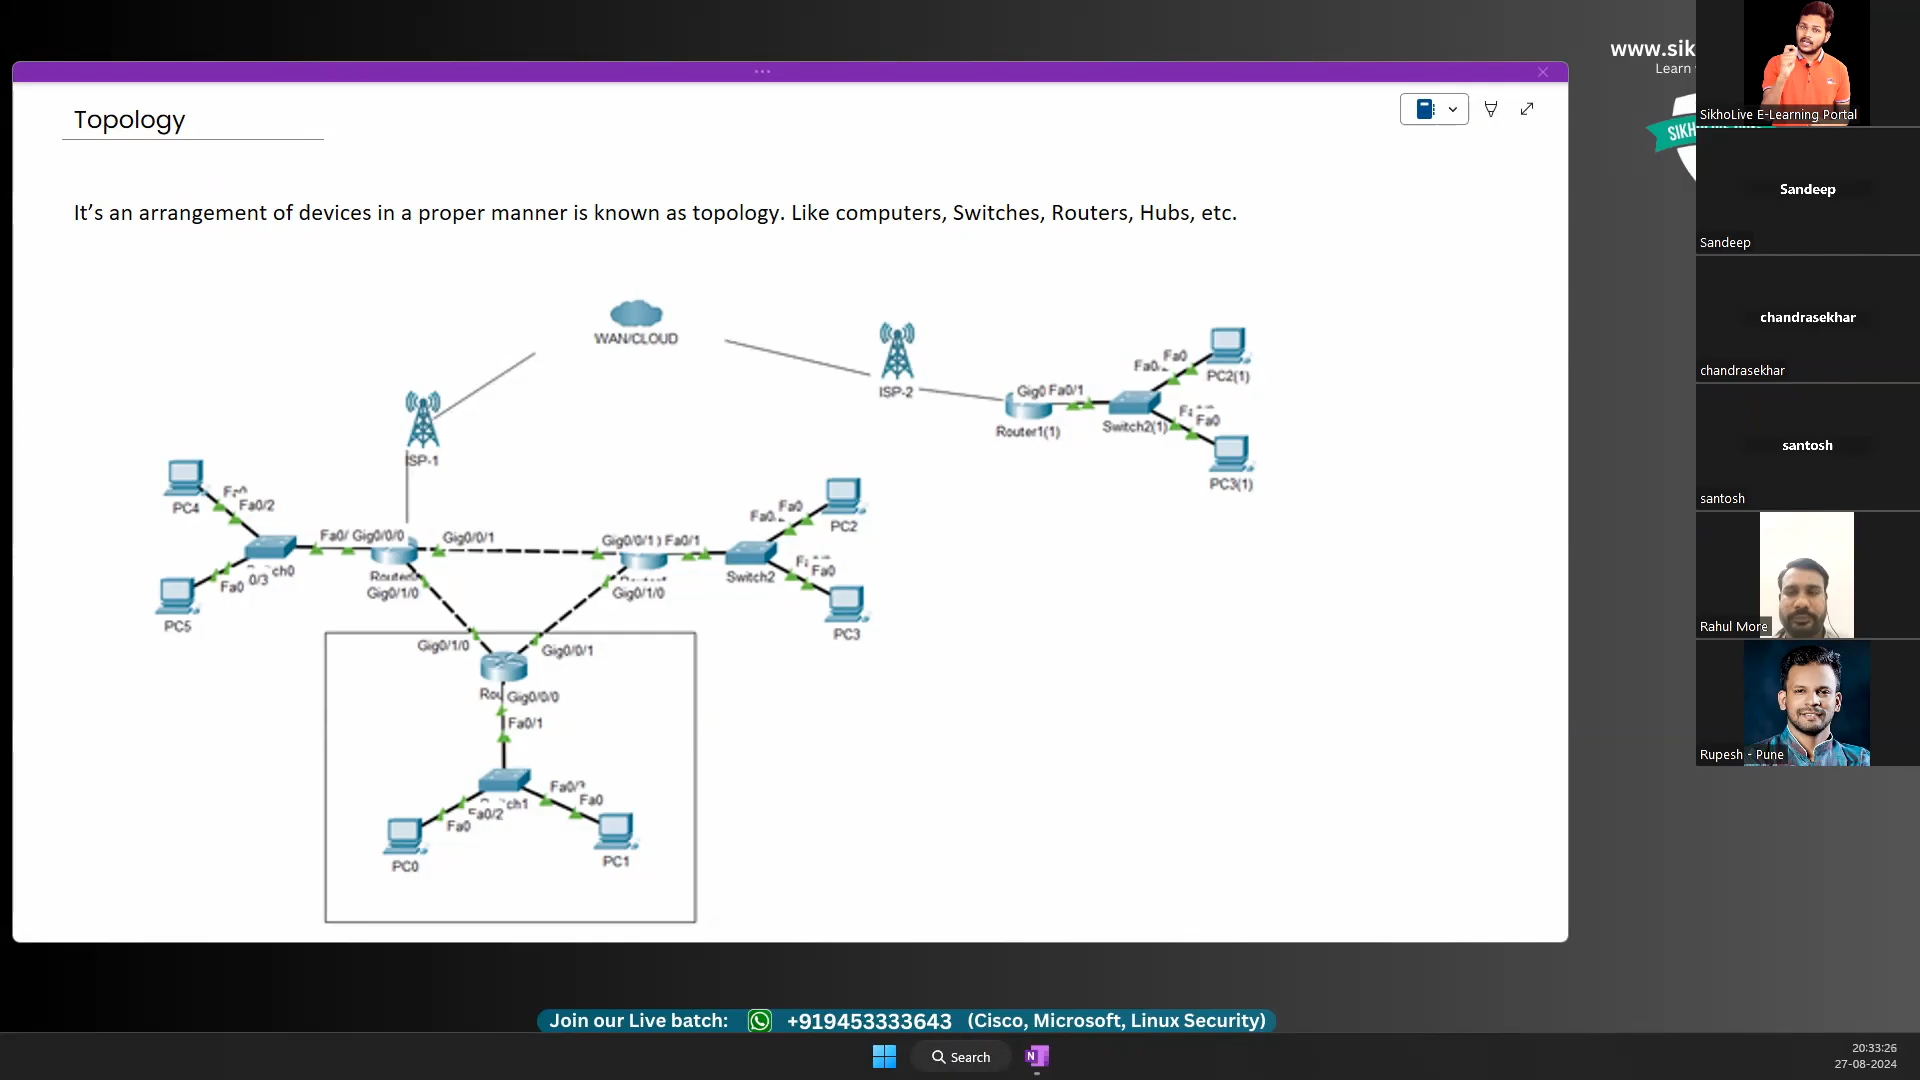 www.sik
Learn
SIKH
SikhoLive E-Learning Portal
Sandeep
Sandeep
chandrasekhar
chandrasekhar
santosh
santosh
Rahul More
Rupesh - Pune
Topology
It’s an arrangement of devices in a proper manner is known as topology. Like computers, Switches, Routers, Hubs, etc.
WAN/CLOUD
ISP-2
Fa0
PC2(1)
Gig0 Fa0/1
Router1(1)
Switch2(1)
Fa0
PC3(1)
ISP-1
PC4
Fa0/2
Fa0/ Gig0/0/0
Gig0/0/1
Gig0/0/1 Fa0/1
Fa0
PC2
Switch2
Fa0
PC3
Fa0 0/3
PC5
Gig0/1/0
Gig0/1/0
Gig0/1/0
Gig0/0/1
Rou Gig0/0/0
Fa0/1
Fa0
Fa0/2
Fa0
PC0
PC1
Join our Live batch: +919453333643 (Cisco, Microsoft, Linux Security)
Search
20:33:26
27-08-2024